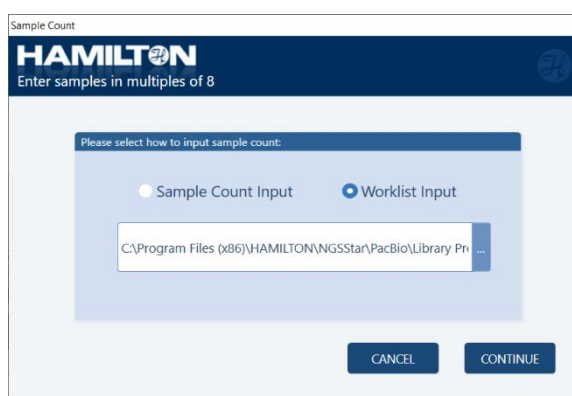 Sample Count
HAMILTON
Enter samples in multiples of 8
Please select how to input sample count:
Sample Count Input
Worklist Input
C:\Program Files (x86)\HAMILTON\NGSStar\PacBio\Library Pre
...
CANCEL
CONTINUE